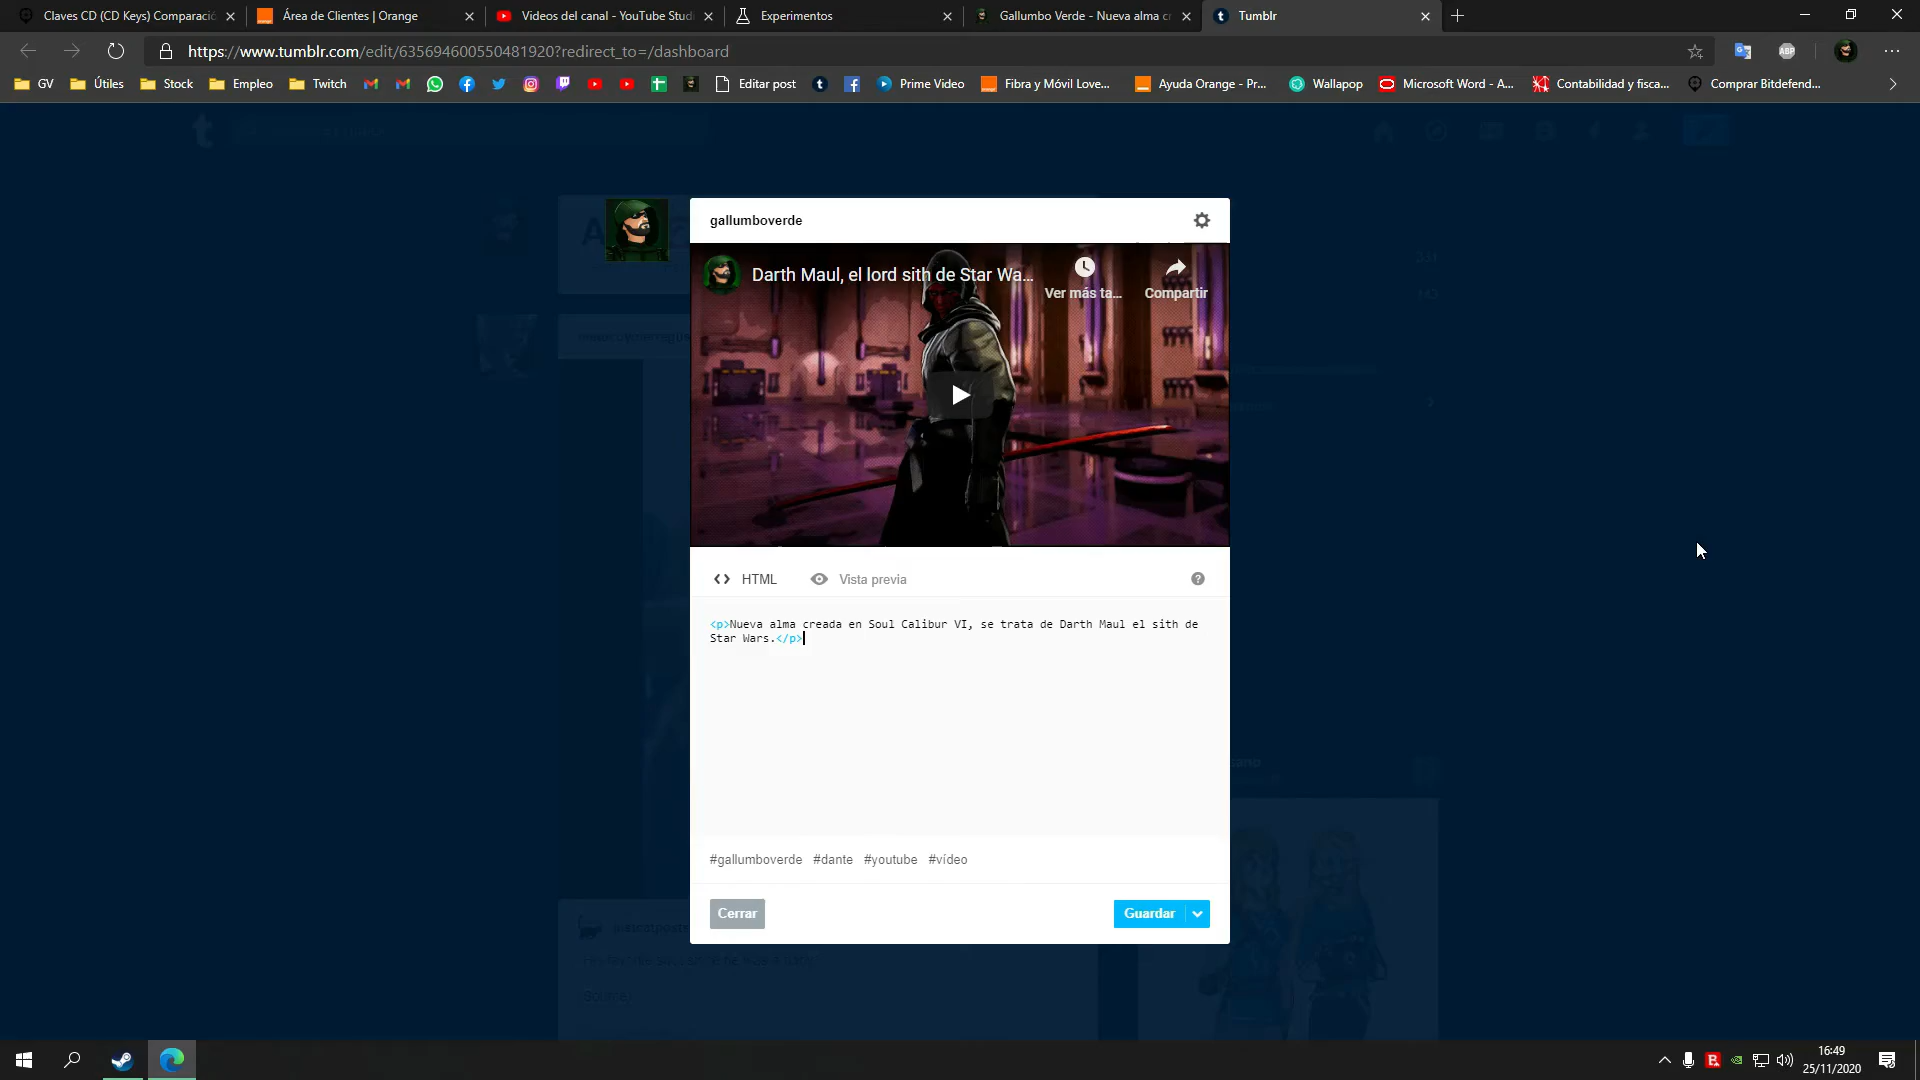 Claves CD (CD Keys) Comparació
Área de Clientes | Orange
Videos del canal - YouTube Studi
Experimentos
Gallumbo Verde - Nueva alma cr
Tumblr
https://www.tumblr.com/edit/635694600550481920?redirect_to=/dashboard
GV
Útiles
Stock
Empleo
Twitch
Editar post
Prime Video
Fibra y Móvil Love...
Ayuda Orange - Pr...
Wallapop
Microsoft Word - A...
Contabilidad y fisca...
Comprar Bitdefend...
gallumboverde
Darth Maul, el lord sith de Star Wa...
Ver más ta...
Compartir
HTML
Vista previa
<p>Nueva alma creada en Soul Calibur VI, se trata de Darth Maul el sith de
Star Wars.</p>
#gallumboverde #dante #youtube #vídeo
Cerrar
Guardar
16:49
25/11/2020